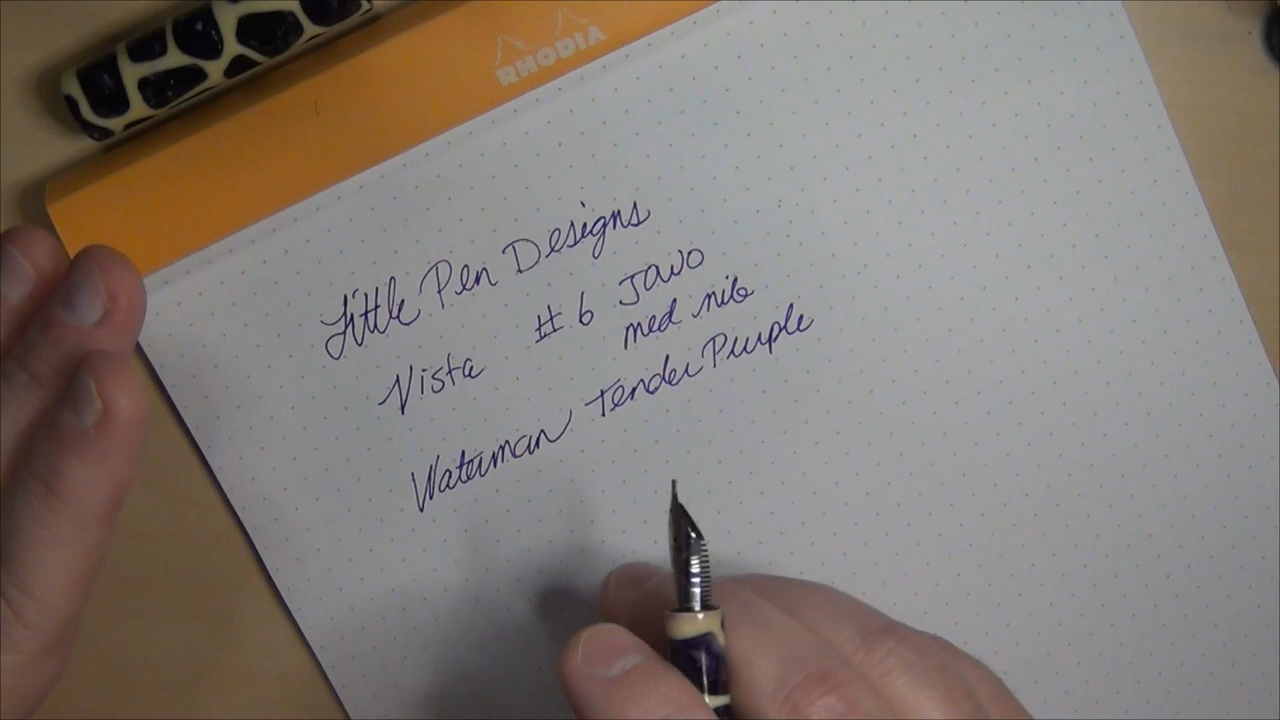 RHODIA
Little Pen Designs
Vista #6 JOWO
med nib
Waterman Tender Purple